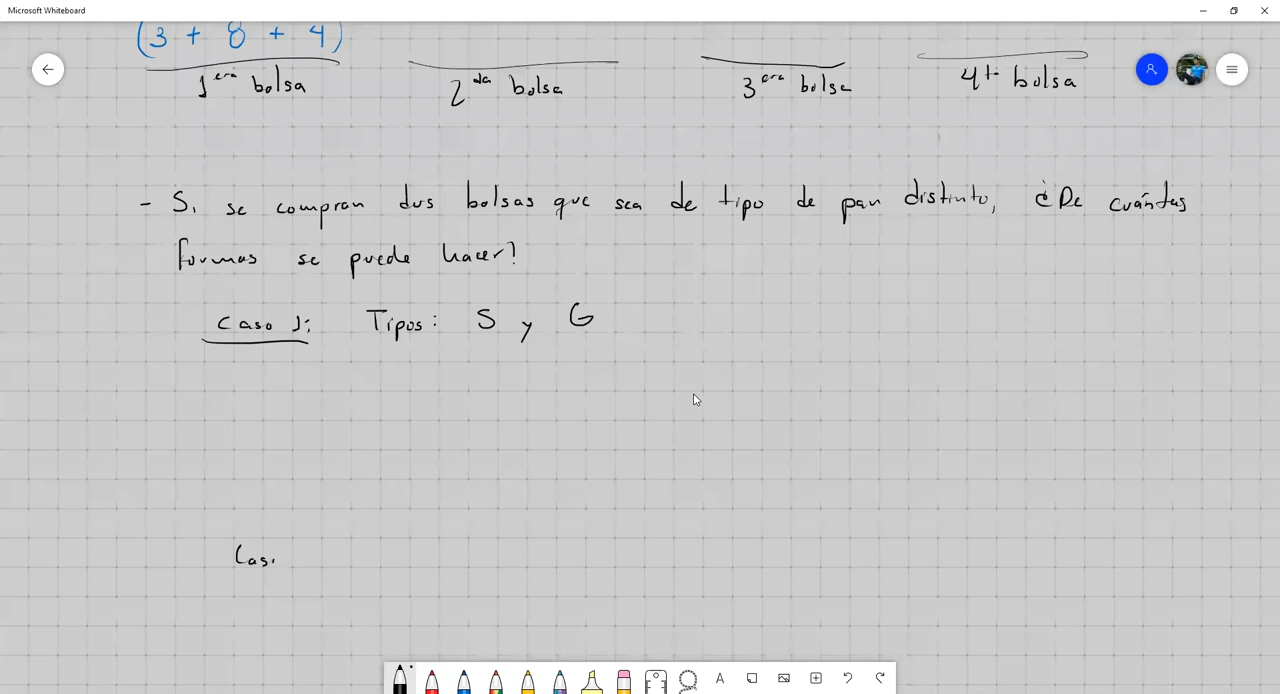 Microsoft Whiteboard
(3 + 8 + 4)
1era bolsa 2da bolsa 3era bolsa 4ta bolsa
- Si se compran dos bolsas que sea de tipo de pan distinto, ¿De cuántas
formas se puede hacer?
Caso 1: Tipos: S y G
Caso